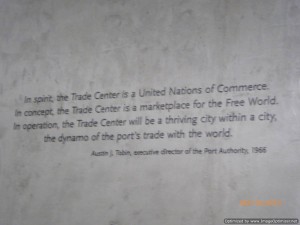 In spirit, the Trade Center is a United Nations of Commerce.
In concept, the Trade Center is a marketplace for the Free World.
In operation, the Trade Center will be a thriving city within a city,
the dynamo of the port's trade with the world.
Austin J. Tobin, executive director of the Port Authority, 1966